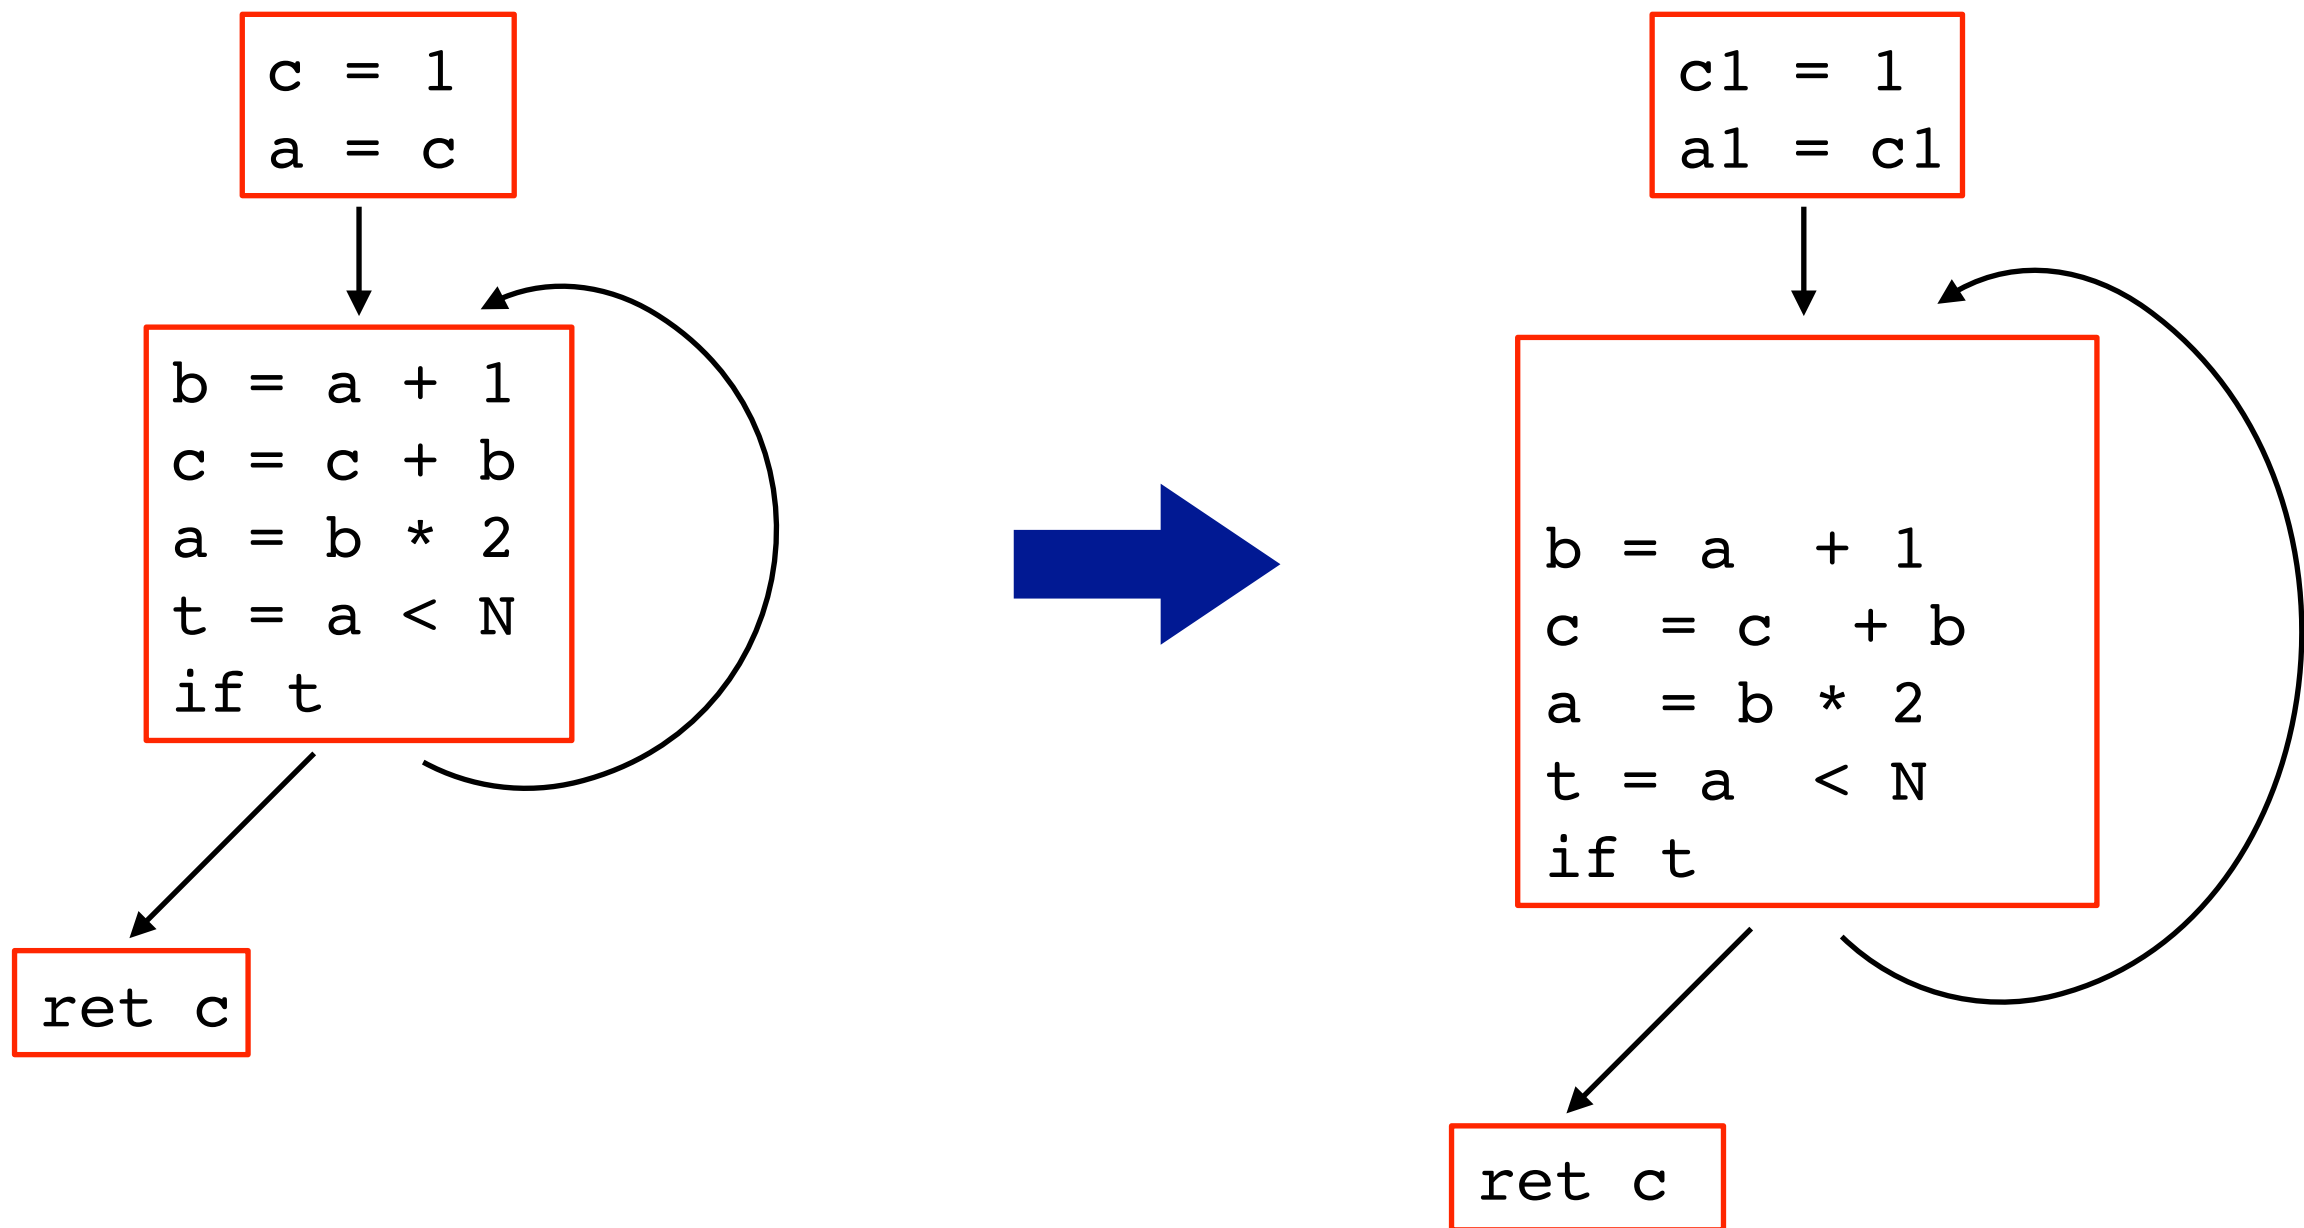 c = 1
a = c
b = a + 1
c = c + b
a = b * 2
t = a < N
if t
ret c
c1 = 1
a1 = c1
b = a  + 1
c  = c  + b
a  = b * 2
t = a  < N
if t
ret c